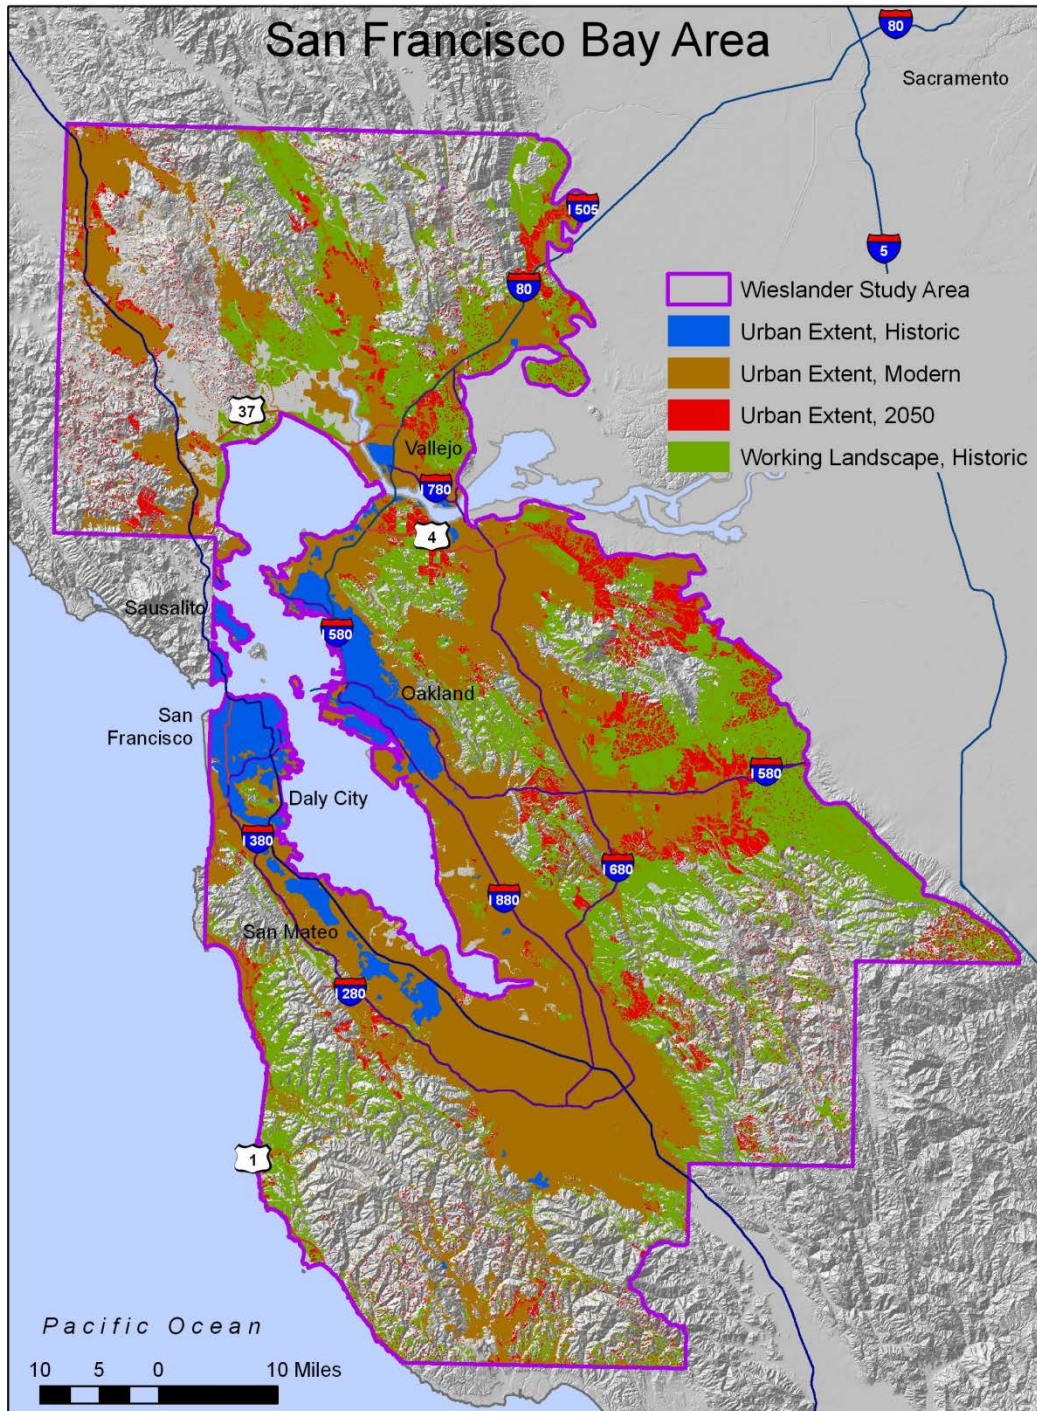 San Francisco Bay Area
80
Sacramento
I 505
5
80
Wieslander Study Area
Urban Extent, Historic
Urban Extent, Modern
Urban Extent, 2050
Working Landscape, Historic
37
Vallejo
I 780
4
Sausalito
I 580
Oakland
San
Francisco
I 580
Daly City
I 380
I 680
I 880
San Mateo
I 280
1
Pacific Ocean
10 5 0 10 Miles